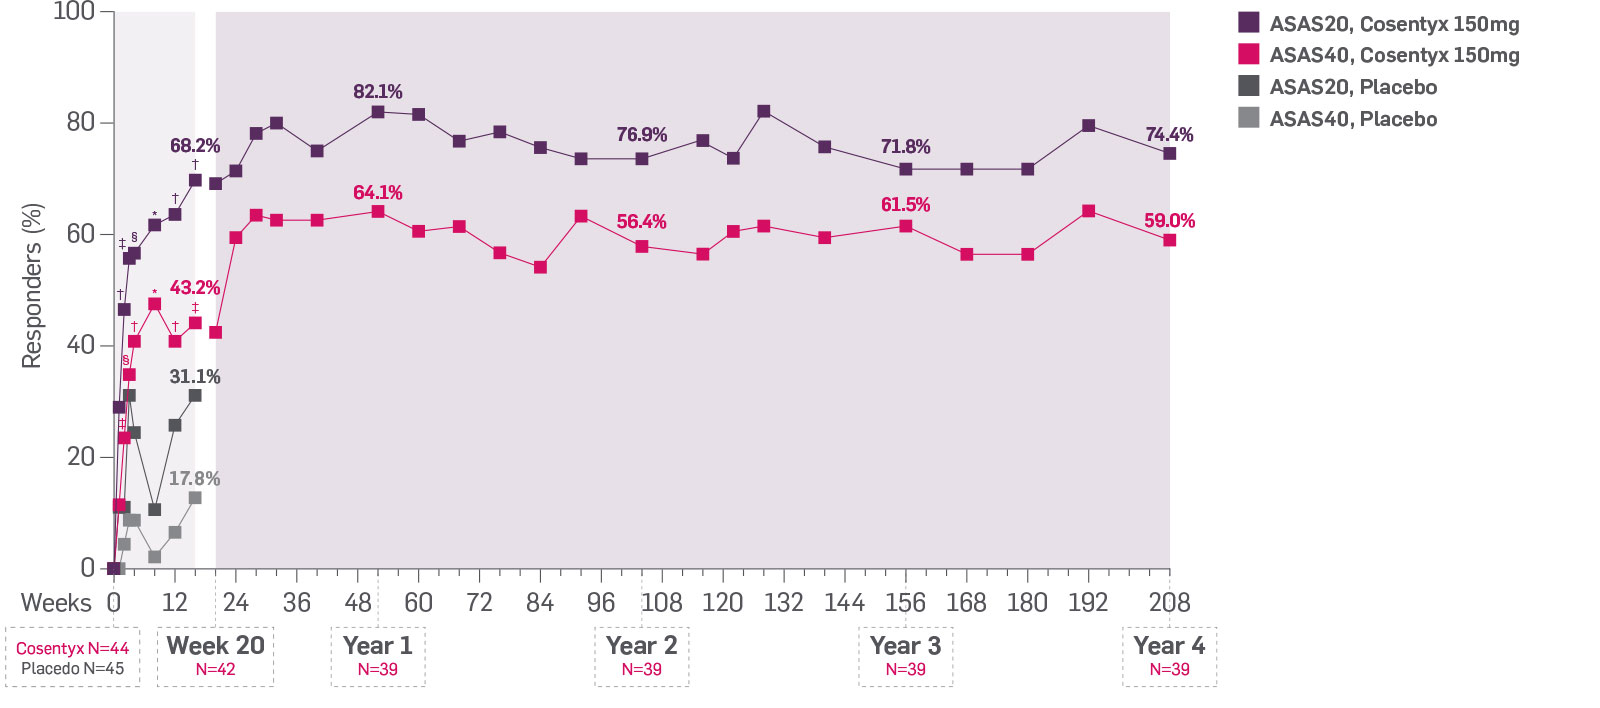 100
80
60
40
20
0
Responders (%)
68.2%
82.1%
76.9%
71.8%
74.4%
64.1%
56.4%
61.5%
59.0%
43.2%
31.1%
17.8%
† ‡ § * † †
‡ § † * † ‡
Weeks 0 12 24 36 48 60 72 84 96 108 120 132 144 156 168 180 192 208
Cosentyx N=44
Placedo N=45
Week 20
N=42
Year 1
N=39
Year 2
N=39
Year 3
N=39
Year 4
N=39
ASAS20, Cosentyx 150mg
ASAS40, Cosentyx 150mg
ASAS20, Placebo
ASAS40, Placebo